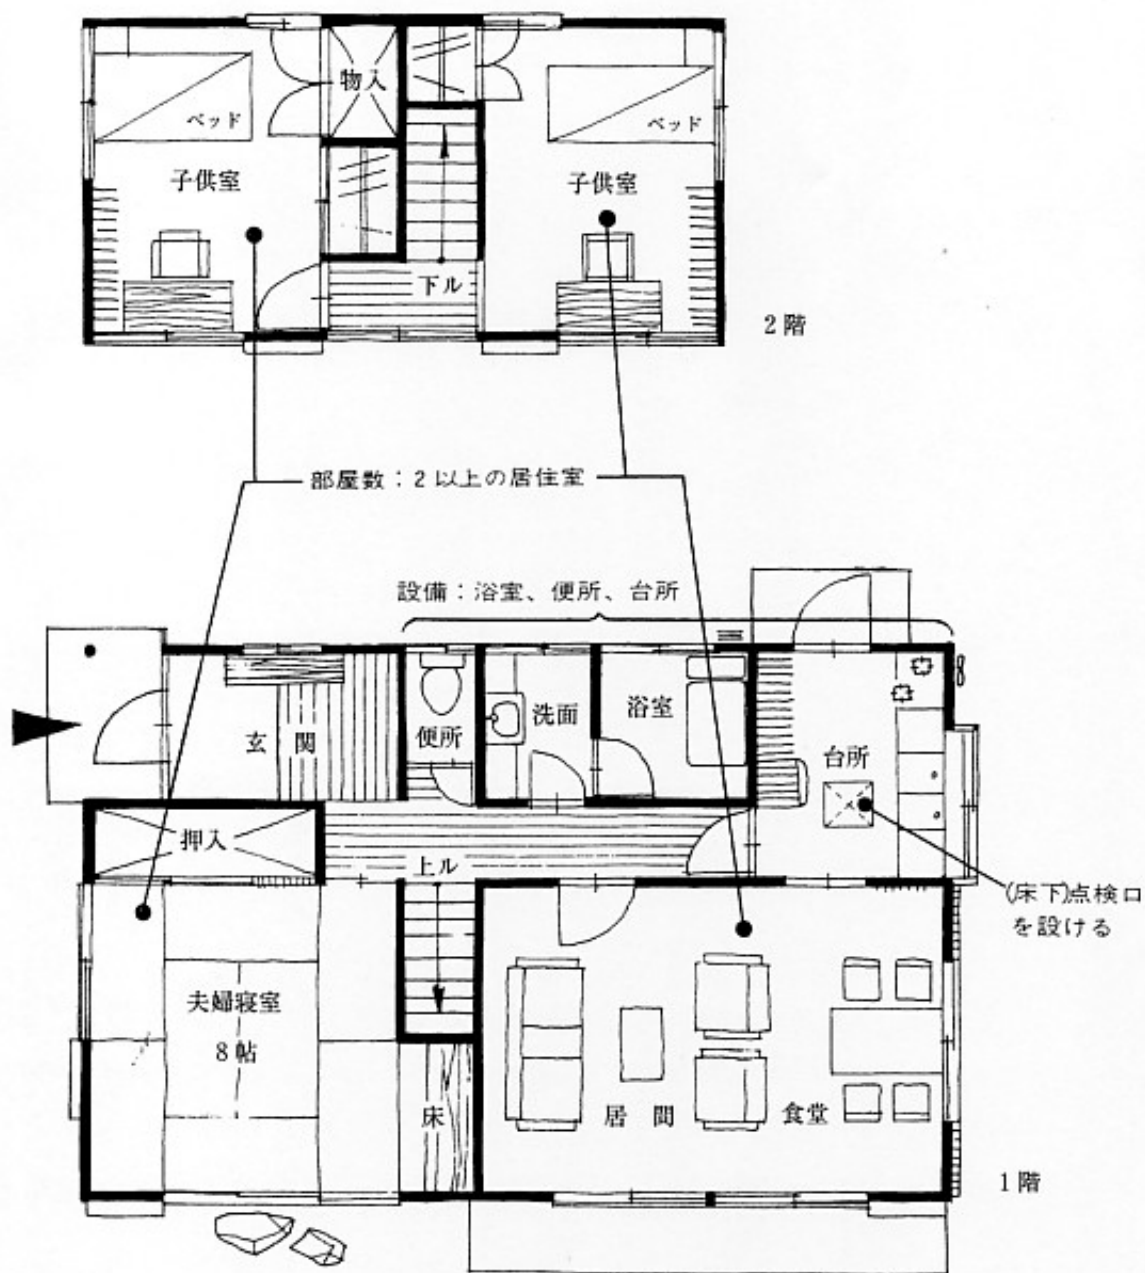 物入
ベッド
ベッド
子供室
子供室
下ル
2階
部屋数：2以上の居住室
設備：浴室、便所、台所
玄関
便所
洗面
浴室
台所
押入
上ル
(床下)点検口
を設ける
夫婦寝室
8帖
床
居間
食堂
1階